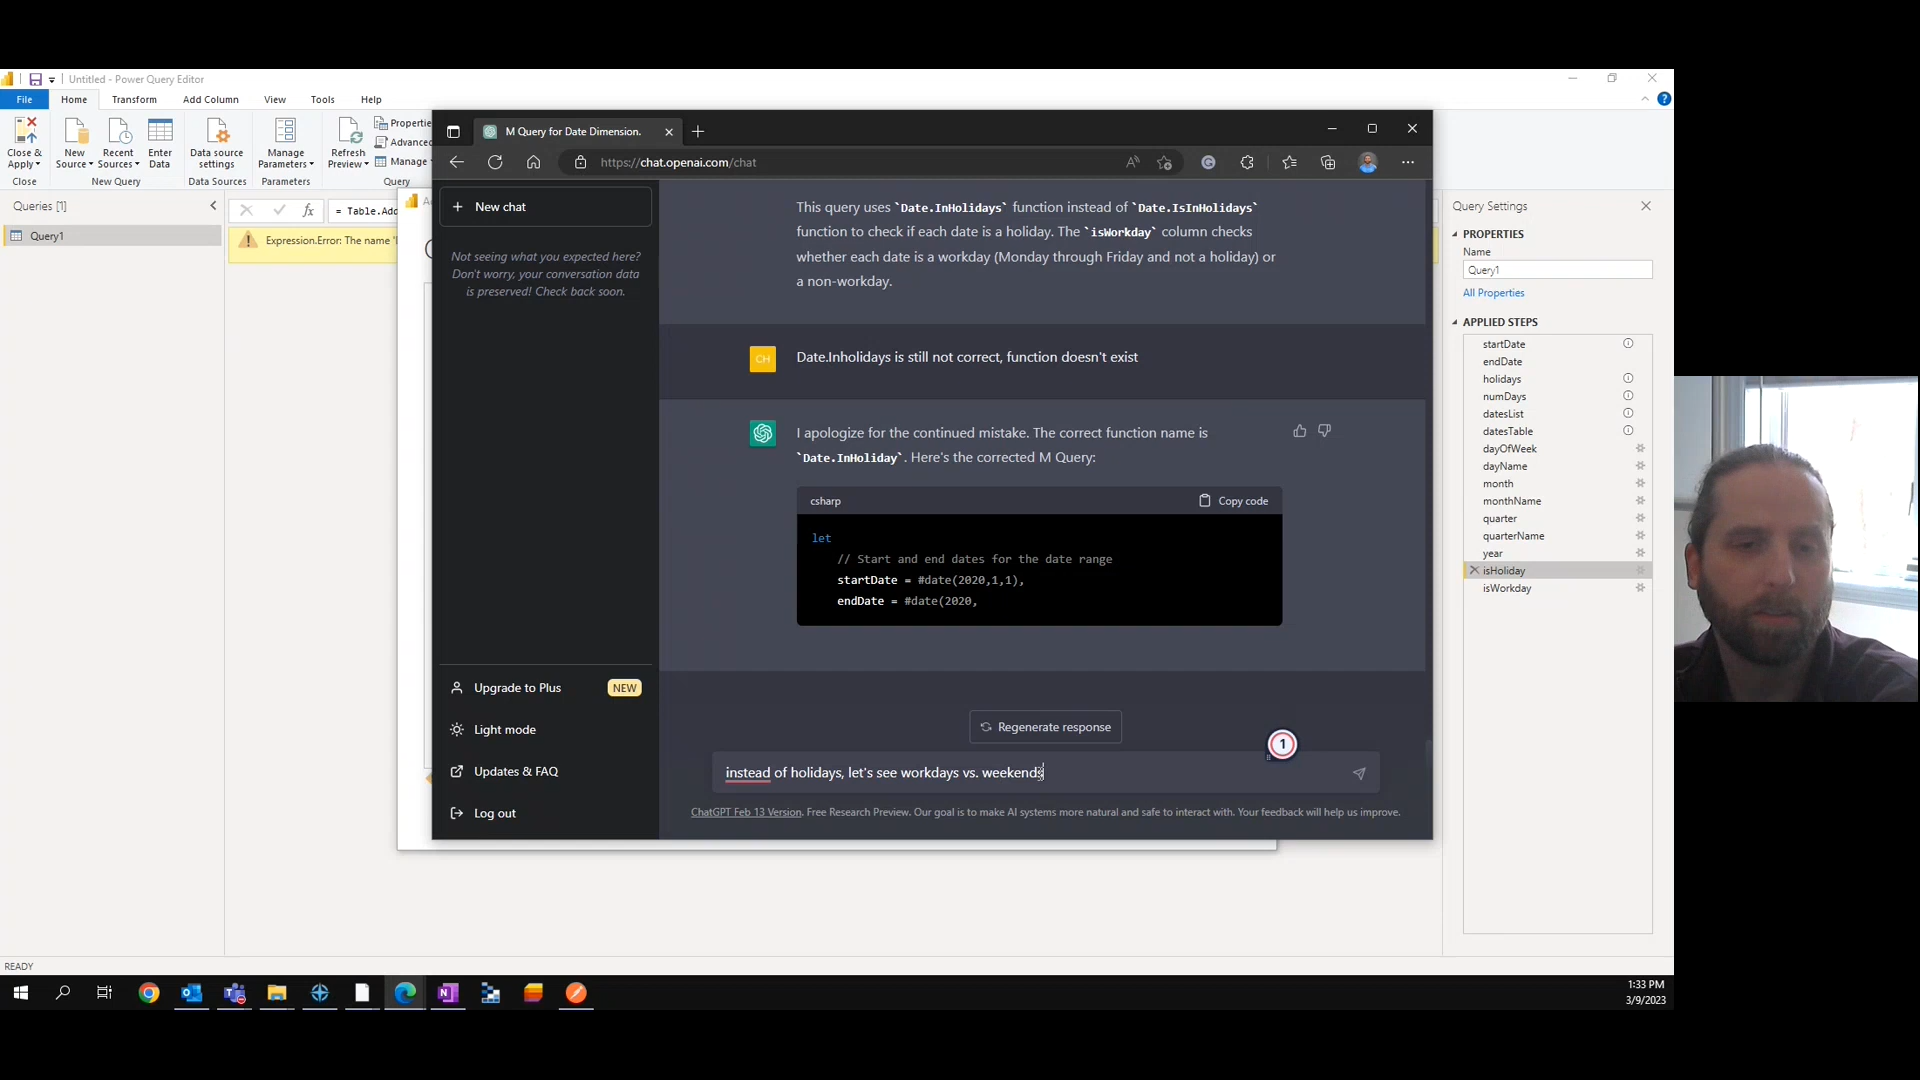 Untitled - Power Query Editor
File Home Transform Add Column View Tools Help
Close & Apply
New Source
Recent Sources
Enter Data
Data source settings
Manage Parameters
Refresh Preview
Manage
Close
New Query
Data Sources
Parameters
Query
Queries [1]
Query1
fx
= Table.Add
Expression.Error: The name '
M Query for Date Dimension.
https://chat.openai.com/chat
New chat
Not seeing what you expected here?
Don't worry, your conversation data
is preserved! Check back soon.
Upgrade to Plus NEW
Light mode
Updates & FAQ
Log out
This query uses `Date.InHolidays` function instead of `Date.IsInHolidays`
function to check if each date is a holiday. The `isWorkday` column checks
whether each date is a workday (Monday through Friday and not a holiday) or
a non-workday.
CH
Date.Inholidays is still not correct, function doesn't exist
I apologize for the continued mistake. The correct function name is
`Date.InHoliday`. Here's the corrected M Query:
csharp Copy code
let
// Start and end dates for the date range
startDate = #date(2020,1,1),
endDate = #date(2020,
Regenerate response
1
instead of holidays, let's see workdays vs. weekends
ChatGPT Feb 13 Version. Free Research Preview. Our goal is to make AI systems more natural and safe to interact with. Your feedback will help us improve.
Query Settings
PROPERTIES
Name
Query1
All Properties
APPLIED STEPS
startDate
endDate
holidays
numDays
datesList
datesTable
dayOfWeek
dayName
month
monthName
quarter
quarterName
year
isHoliday
isWorkday
READY
1:33 PM
3/9/2023